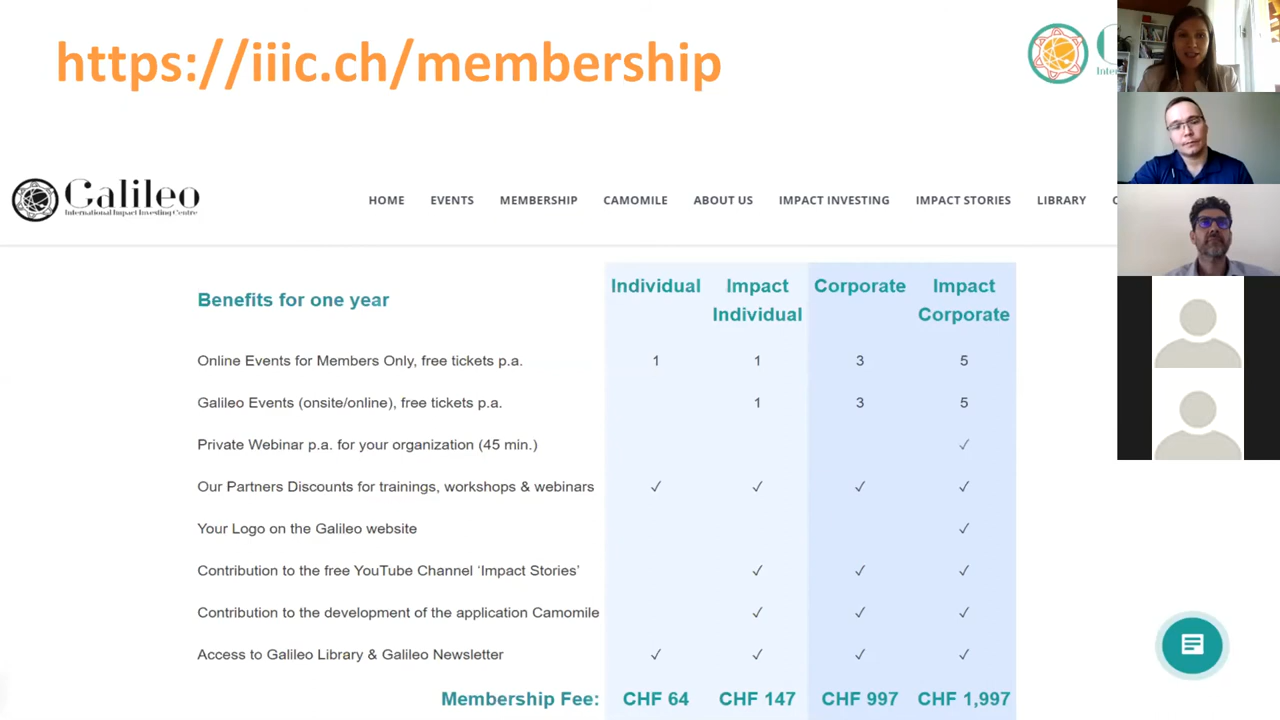 https://iiic.ch/membership
Galileo
International Impact Investing Centre
HOME EVENTS MEMBERSHIP CAMOMILE ABOUT US IMPACT INVESTING IMPACT STORIES LIBRARY
Benefits for one year Individual Impact Individual Corporate Impact Corporate
Online Events for Members Only, free tickets p.a. 1 1 3 5
Galileo Events (onsite/online), free tickets p.a. 1 3 5
Private Webinar p.a. for your organization (45 min.) ✓
Our Partners Discounts for trainings, workshops & webinars ✓ ✓ ✓ ✓
Your Logo on the Galileo website ✓
Contribution to the free YouTube Channel ‘Impact Stories’ ✓ ✓ ✓
Contribution to the development of the application Camomile ✓ ✓ ✓
Access to Galileo Library & Galileo Newsletter ✓ ✓ ✓ ✓
Membership Fee: CHF 64 CHF 147 CHF 997 CHF 1,997